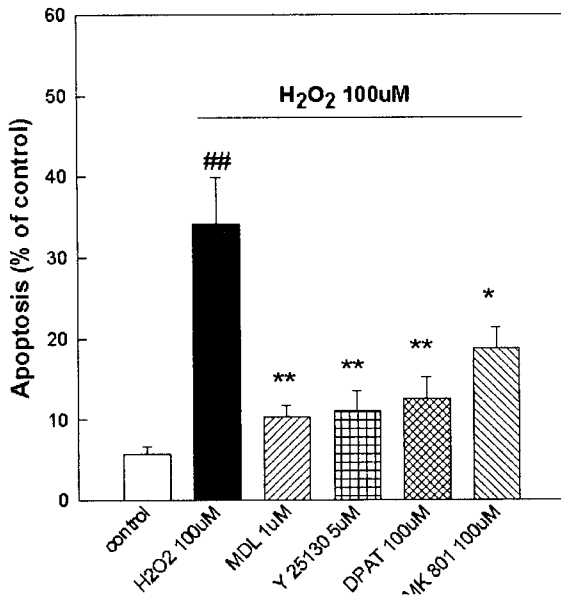 60
50
40
30
20
10
0
Apoptosis (% of control)
H₂O₂ 100uM
##
**
**
**
*
control
H2O2 100uM
MDL 1uM
Y 25130 5uM
DPAT 100uM
MK 801 100uM